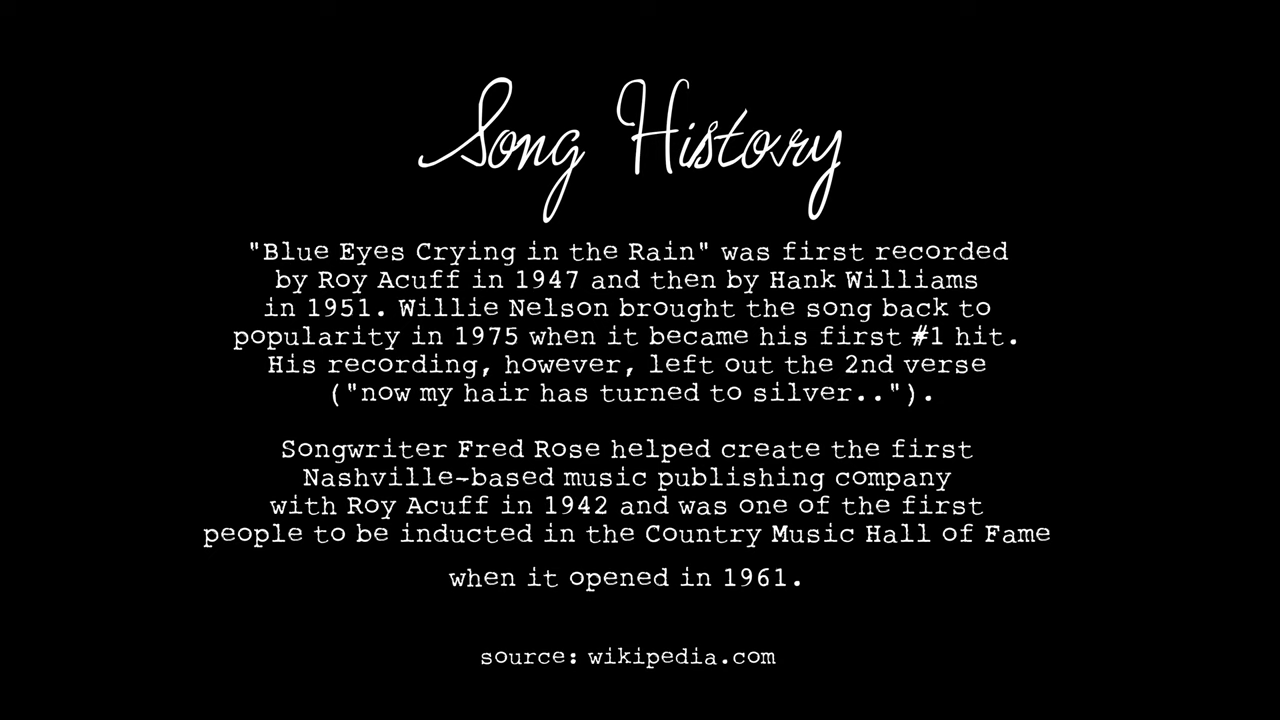 Song History
"Blue Eyes Crying in the Rain" was first recorded
by Roy Acuff in 1947 and then by Hank Williams
in 1951. Willie Nelson brought the song back to
popularity in 1975 when it became his first #1 hit.
His recording, however, left out the 2nd verse
("now my hair has turned to silver..").
Songwriter Fred Rose helped create the first
Nashville-based music publishing company
with Roy Acuff in 1942 and was one of the first
people to be inducted in the Country Music Hall of Fame
when it opened in 1961.
source: wikipedia.com